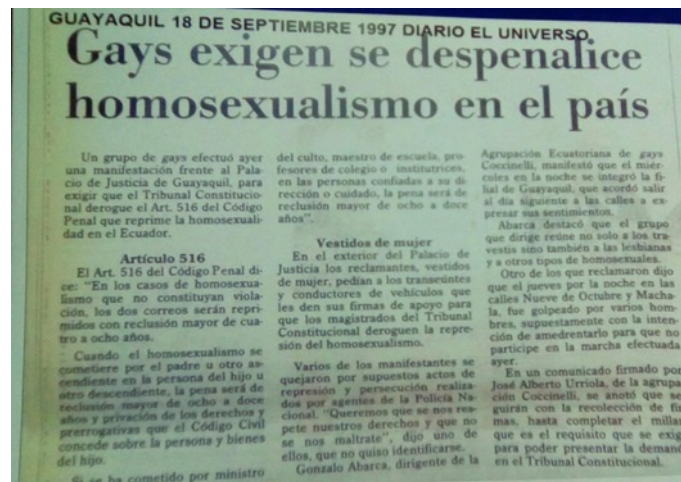 GUAYAQUIL 18 DE SEPTIEMBRE 1997 DIARIO EL UNIVERSO
Gays exigen se despenalice
homosexualismo en el país
Un grupo de gays efectuó ayer
una manifestación frente al Pala-
cio de Justicia de Guayaquil, para
exigir que el Tribunal Constitucio-
nal derogue el Art. 516 del Código
Penal que reprime la homosexuali-
dad en el Ecuador.
Artículo 516
El Art. 516 del Código Penal di-
ce: "En los casos de homosexua-
lismo que no constituyan viola-
ción, los dos correos serán repri-
midos con reclusión mayor de cua-
tro a ocho años.
Cuando el homosexualismo se
cometiere por el padre u otro as-
cendiente en la persona del hijo u
otro descendiente, la pena será de
reclusión mayor de ocho a doce
años y privación de los derechos y
prerrogativas que el Código Civil
concede sobre la persona y bienes
del hijo.
Si se ha cometido por ministro
del culto, maestro de escuela, pro-
fesores de colegio o institutrices,
en las personas confiadas a su di-
rección o cuidado, la pena será de
reclusión mayor de ocho a doce
años".
Vestidos de mujer
En el exterior del Palacio de
Justicia los reclamantes, vestidos
de mujer, pedían a los transeúntes
y conductores de vehículos que
les den sus firmas de apoyo para
que los magistrados del Tribunal
Constitucional deroguen la repre-
sión del homosexualismo.
Varios de los manifestantes se
quejaron por supuestos actos de
represión y persecución realiza-
dos por agentes de la Policía Na-
cional. "Queremos que se nos res-
pete nuestros derechos y que no
se nos maltrate", dijo uno de
ellos, que no quiso identificarse.
Gonzalo Abarca, dirigente de la
Agrupación Ecuatoriana de gays
Coccinelli, manifestó que el miér-
coles en la noche se integró la fi-
lial de Guayaquil, que acordó salir
al día siguiente a las calles a ex-
presar sus sentimientos.
Abarca destacó que el grupo
que dirige reúne no solo a los tra-
vestis sino también a las lesbianas
y a otros tipos de homosexuales.
Otro de los que reclamaron dijo
que el jueves por la noche en las
calles Nueve de Octubre y Macha-
la, fue golpeado por varios hom-
bres, supuestamente con la inten-
ción de amedrentarlo para que no
participe en la marcha efectuada
ayer.
En un comunicado firmado por
José Alberto Urriola, de la agrupa
ción Coccinelli, se anotó que se
guirán con la recolección de fir
mas, hasta completar el millar
que es el requisito que se exig
para poder presentar la demand
en el Tribunal Constitucional.